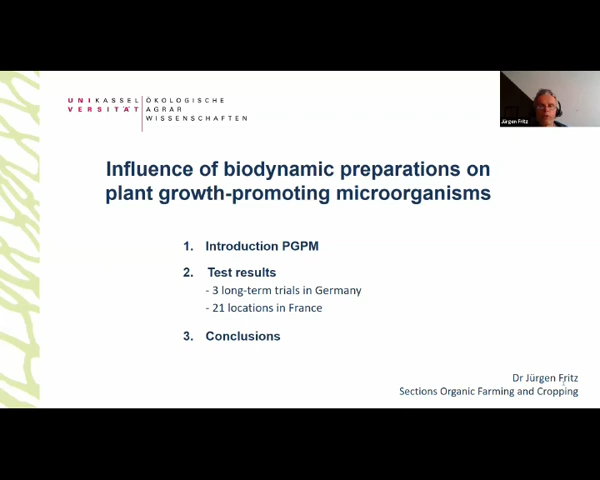 UNIKASSEL ÖKOLOGISCHE
VERSITÄT AGRAR
WISSENSCHAFTEN
Jürgen Fritz
Influence of biodynamic preparations on
plant growth-promoting microorganisms
1. Introduction PGPM
2. Test results
- 3 long-term trials in Germany
- 21 locations in France
3. Conclusions
Dr Jürgen Fritz
Sections Organic Farming and Cropping